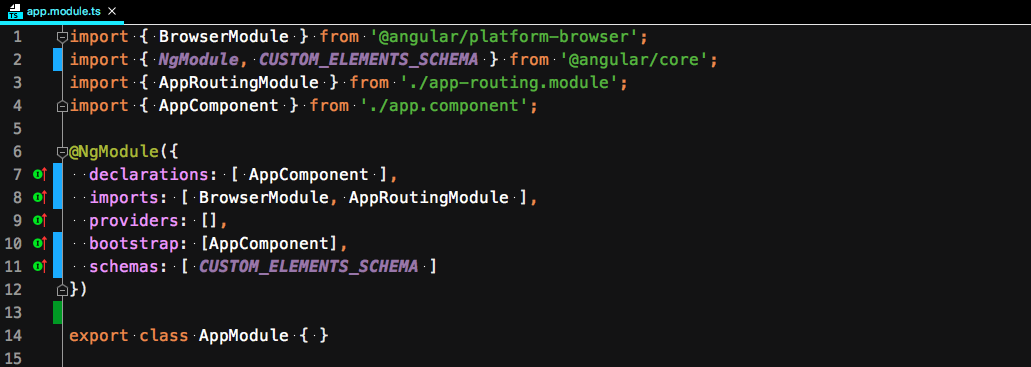 app.module.ts
1 import { BrowserModule } from '@angular/platform-browser';
2 import { NgModule, CUSTOM_ELEMENTS_SCHEMA } from '@angular/core';
3 import { AppRoutingModule } from './app-routing.module';
4 import { AppComponent } from './app.component';
5
6 @NgModule({
7   declarations: [ AppComponent ],
8   imports: [ BrowserModule, AppRoutingModule ],
9   providers: [],
10   bootstrap: [AppComponent],
11   schemas: [ CUSTOM_ELEMENTS_SCHEMA ]
12 })
13
14 export class AppModule { }
15